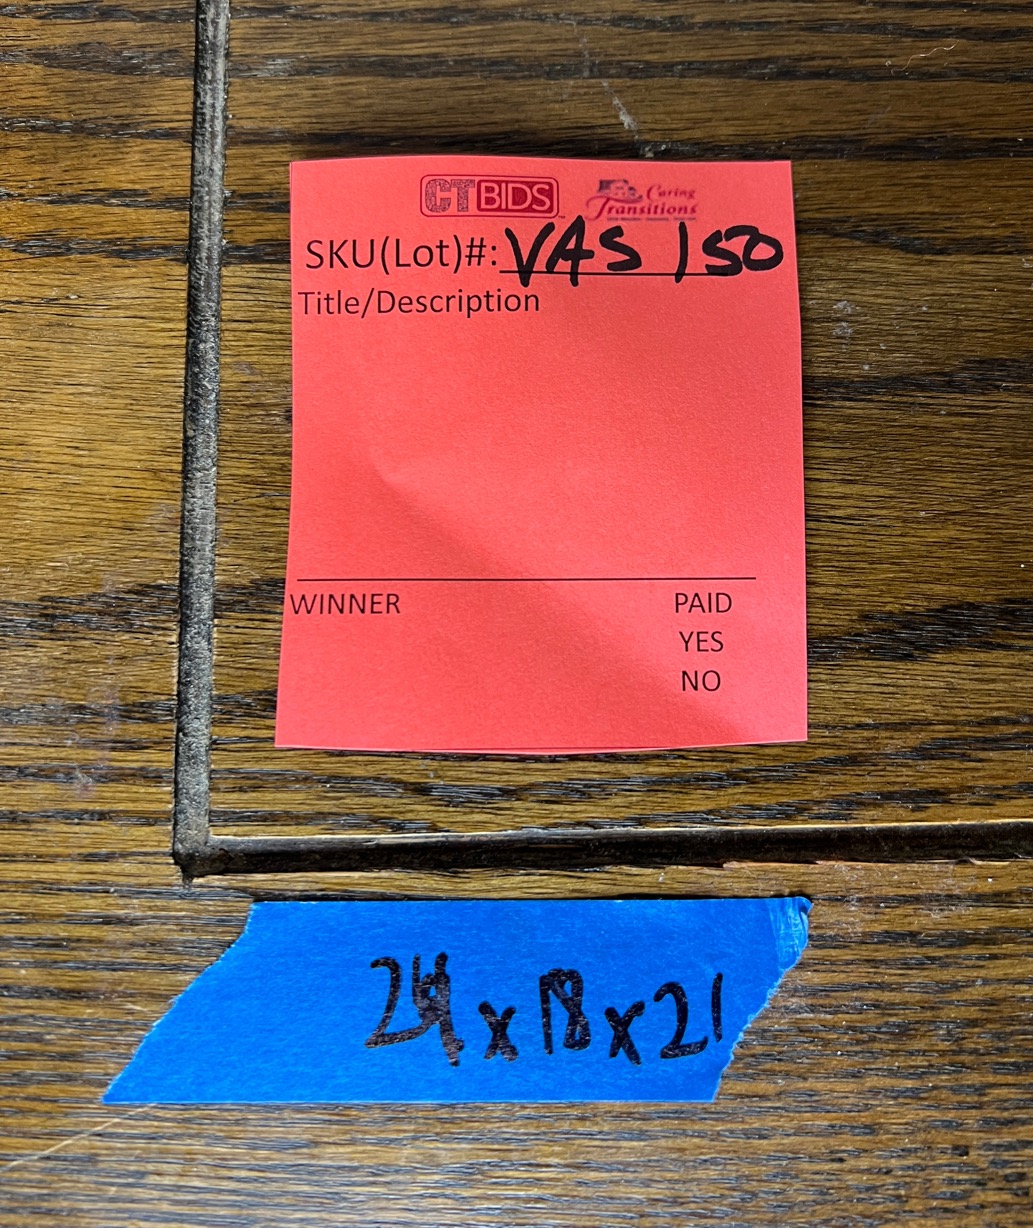 CT BIDS Caring
Transitions
SKU(Lot)#: VAS 150
Title/Description
WINNER PAID
YES
NO
24 x 18 x 21